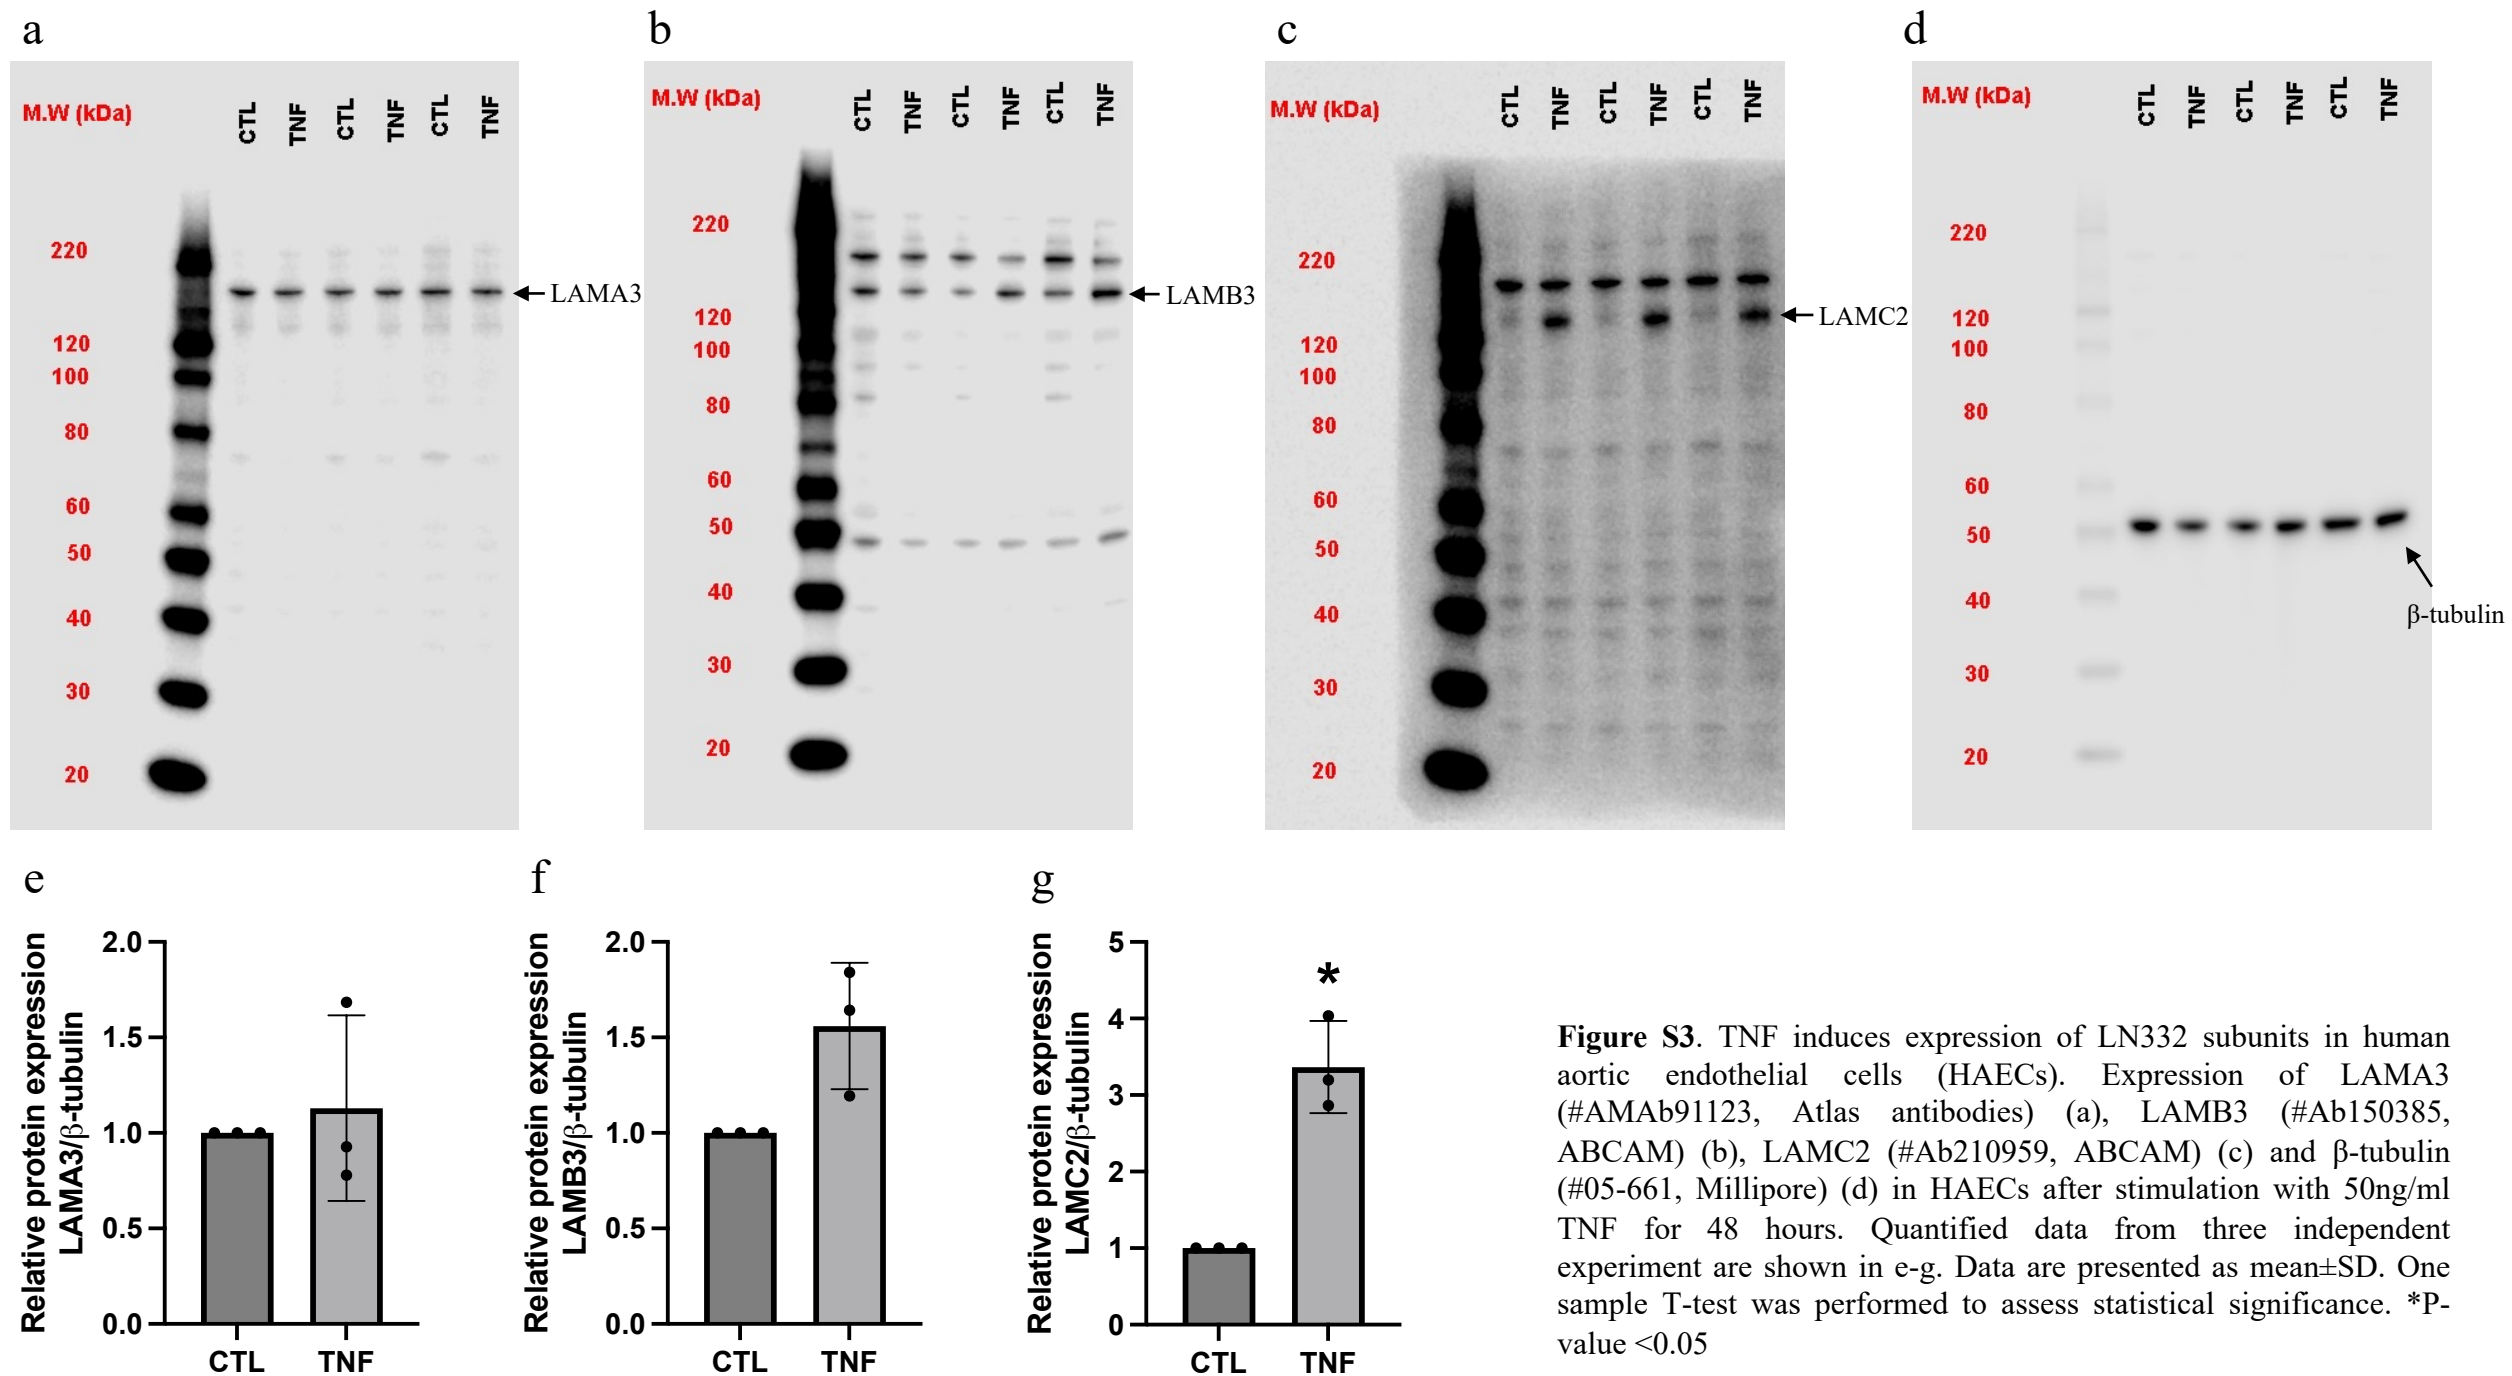 a
M.W (kDa)
CTL TNF CTL TNF CTL TNF
220
120
100
80
60
50
40
30
20
LAMA3
b
M.W (kDa)
CTL TNF CTL TNF CTL TNF
220
120
100
80
60
50
40
30
20
LAMB3
c
M.W (kDa)
CTL TNF CTL TNF CTL TNF
220
120
100
80
60
50
40
30
20
LAMC2
d
M.W (kDa)
CTL TNF CTL TNF CTL TNF
220
120
100
80
60
50
40
30
20
β-tubulin
e
Relative protein expression
LAMA3/β-tubulin
2.0
1.5
1.0
0.5
0.0
CTL TNF
f
Relative protein expression
LAMB3/β-tubulin
2.0
1.5
1.0
0.5
0.0
CTL TNF
g
Relative protein expression
LAMC2/β-tubulin
5
4
3
2
1
0
*
CTL TNF
Figure S3. TNF induces expression of LN332 subunits in human
aortic endothelial cells (HAECs). Expression of LAMA3
(#AMAb91123, Atlas antibodies) (a), LAMB3 (#Ab150385,
ABCAM) (b), LAMC2 (#Ab210959, ABCAM) (c) and β-tubulin
(#05-661, Millipore) (d) in HAECs after stimulation with 50ng/ml
TNF for 48 hours. Quantified data from three independent
experiment are shown in e-g. Data are presented as mean±SD. One
sample T-test was performed to assess statistical significance. *P-
value <0.05